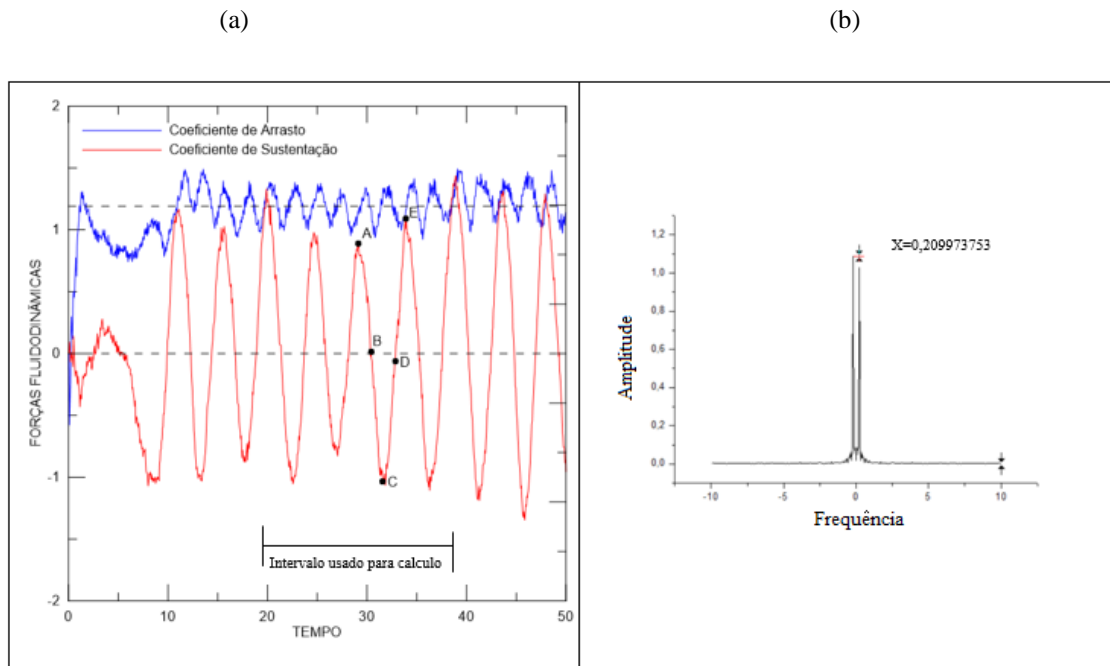 (a)
(b)
2
Coeficiente de Arrasto
Coeficiente de Sustentação
1
0
-1
-2
FORÇAS FLUIDODINÂMICAS
A
B
C
D
E
Intervalo usado para calculo
0
10
20
30
40
50
TEMPO
X=0,209973753
1,2
1,0
0,8
0,6
0,4
0,2
0,0
Amplitude
-10
-5
0
5
10
Frequência